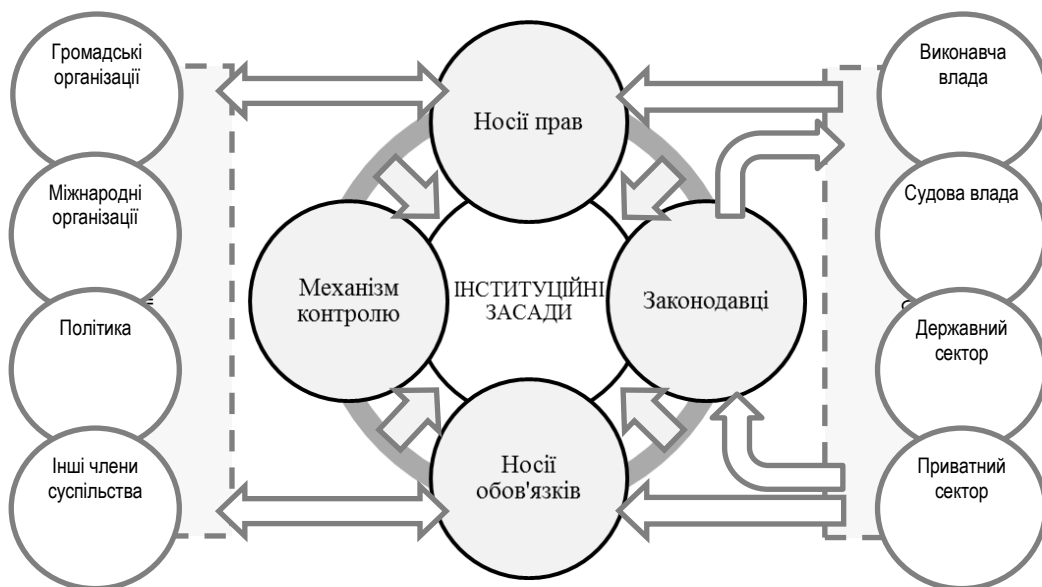 Громадські
організації
Міжнародні
організації
Політика
Інші члени
суспільства
Носії прав
Механізм
контролю
ІНСТИТУЦІЙНІ
ЗАСАДИ
Законодавці
Носії
обов'язків
Виконавча
влада
Судова влада
Державний
сектор
Приватний
сектор